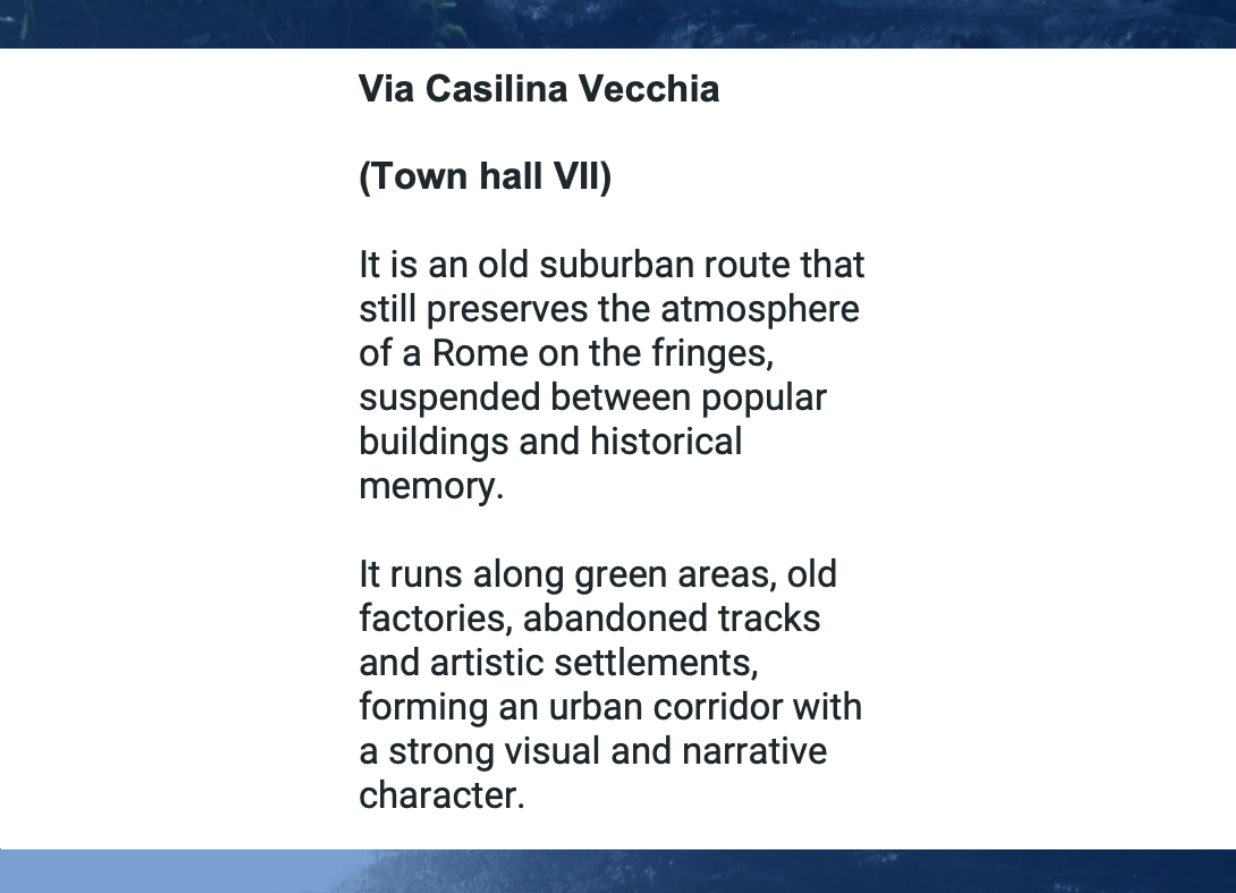 Via Casilina Vecchia
(Town hall VII)
It is an old suburban route that
still preserves the atmosphere
of a Rome on the fringes,
suspended between popular
buildings and historical
memory.
It runs along green areas, old
factories, abandoned tracks
and artistic settlements,
forming an urban corridor with
a strong visual and narrative
character.